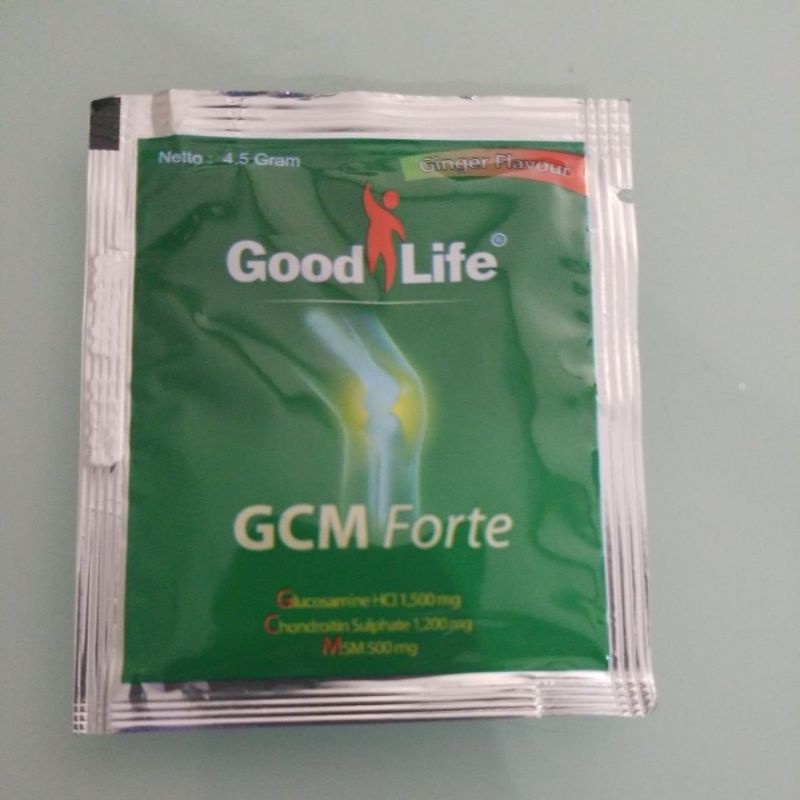 Netto : 4,5 Gram
Ginger Flavour
Good Life®
GCM Forte
Glucosamine HCl 1,500 mg
Chondroitin Sulphate 1,200 mg
MSM 500 mg